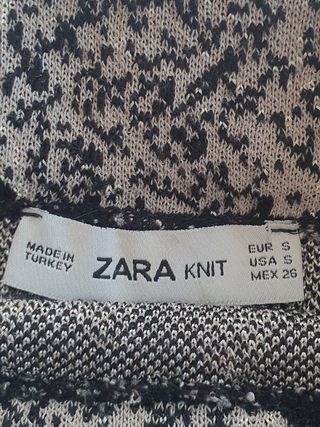 MADE IN
TURKEY
ZARA KNIT
EUR S
USA S
MEX 26